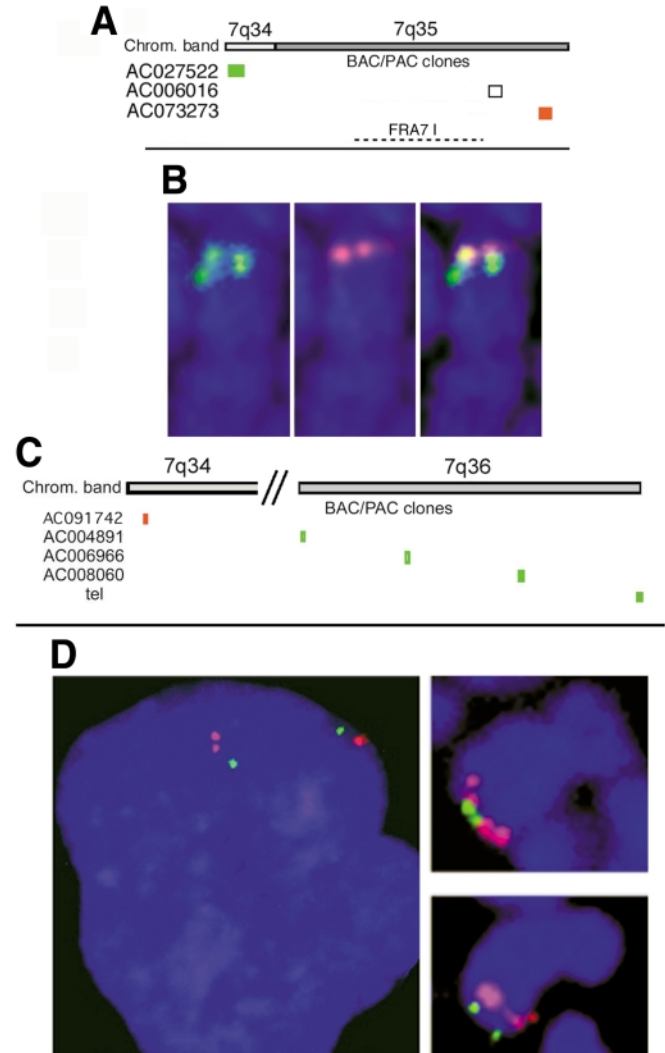 A
7q34 7q35
Chrom. band
BAC/PAC clones
AC027522
AC006016
AC073273
FRA7 I
B
C
7q34 7q36
Chrom. band
BAC/PAC clones
AC091742
AC004891
AC006966
AC008060
tel
D